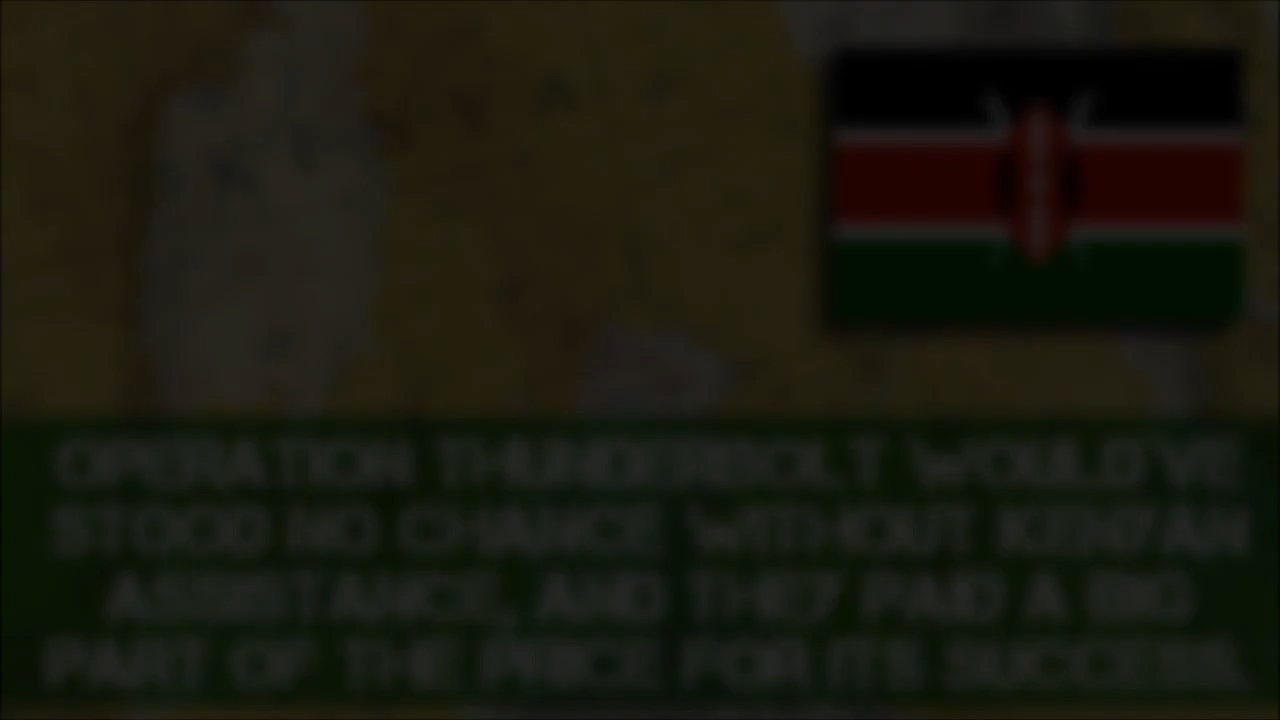 OPERATION THUNDERBOLT WOULD'VE
STOOD NO CHANCE WITHOUT KENYAN
ASSISTANCE, AND THEY PAID A BIG
PART OF THE PRICE FOR ITS SUCCESS.